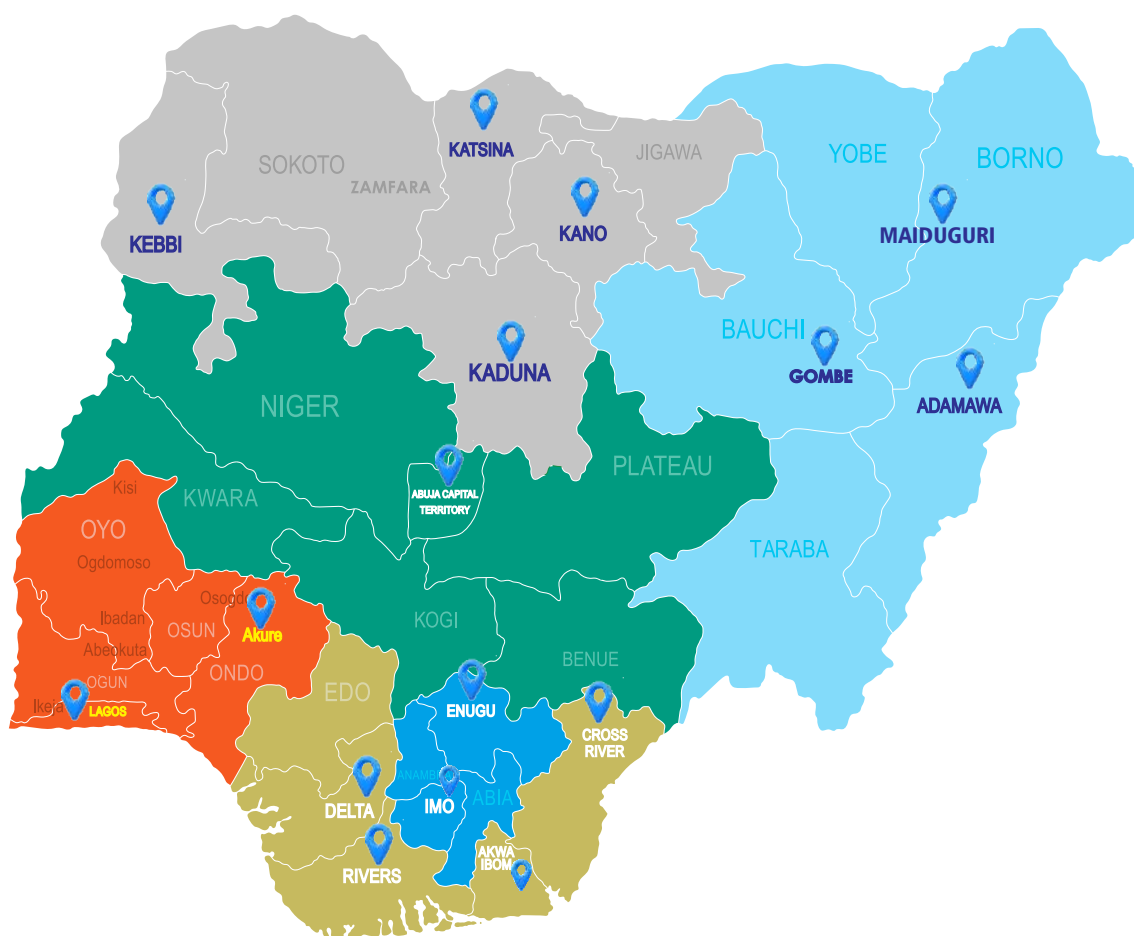 YOBE
KATSINA
JIGAWA
SOKOTO
BORNO
ZAMFARA
KEBBI
KANO
MAIDUGURI
BAUCHI
KADUNA
GOMBE
ADAMAWA
NIGER
PLATEAU
Kisi
KWARA
ABUJA CAPITAL
TERRITORY
OYO
Ogdomoso
TARABA
Osogdo
Ibadan
OSUN
Akure
KOGI
Abeokuta
BENUE
OGUN
ONDO
EDO
Ikeja
LAGOS
ENUGU
CROSS
RIVER
DELTA
IMO
ABIA
AKWA
IBOM
RIVERS